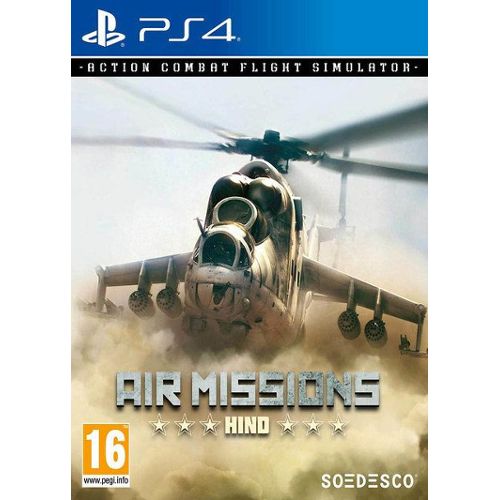 PS4
-ACTION COMBAT FLIGHT SIMULATOR-
AIR MISSIONS
HIND
16
www.pegi.info
SOEDESCO®